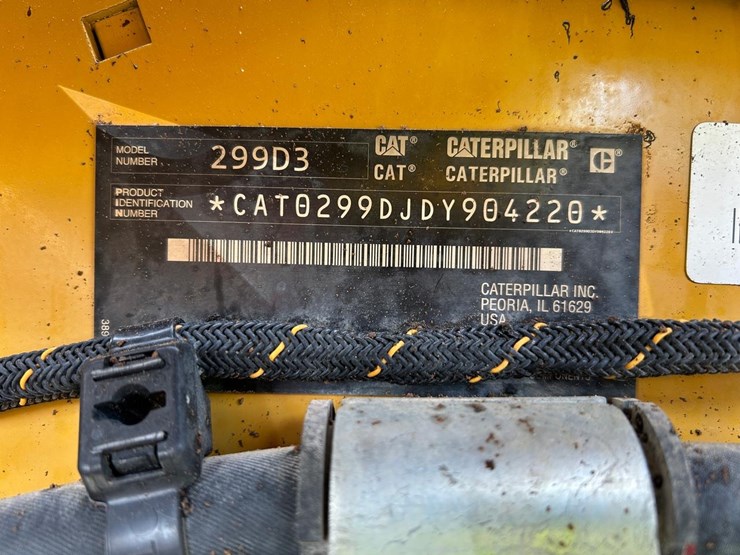 MODEL
NUMBER 299D3
CAT® CATERPILLAR®
CAT® CATERPILLAR®
PRODUCT
IDENTIFICATION
NUMBER *CAT0299DJDY904220*
CATERPILLAR INC.
PEORIA, IL 61629
USA